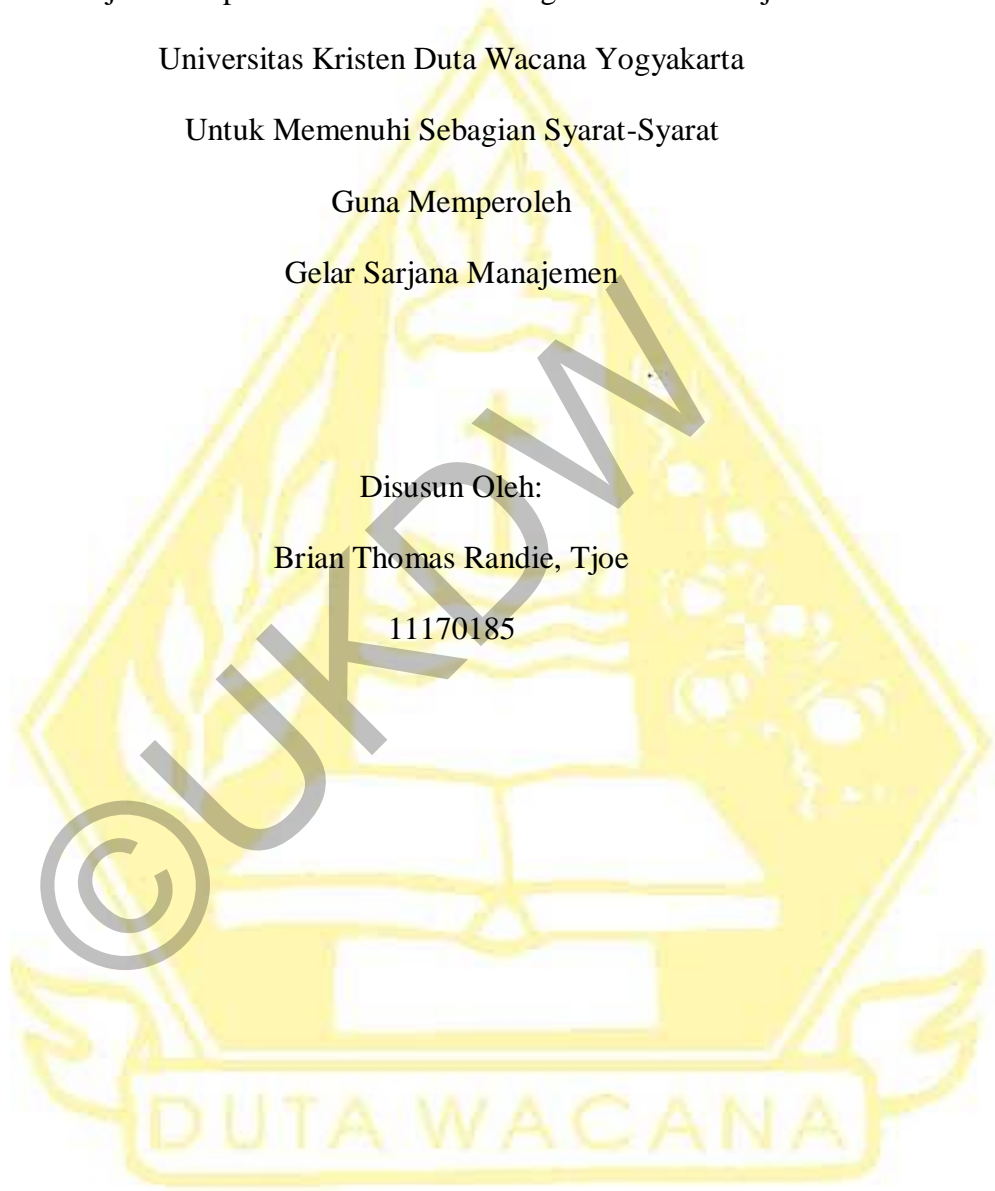 Universitas Kristen Duta Wacana Yogyakarta
Untuk Memenuhi Sebagian Syarat-Syarat
Guna Memperoleh
Gelar Sarjana Manajemen
Disusun Oleh:
Brian Thomas Randie, Tjoe
11170185
©UKDW
DUTA WACANA